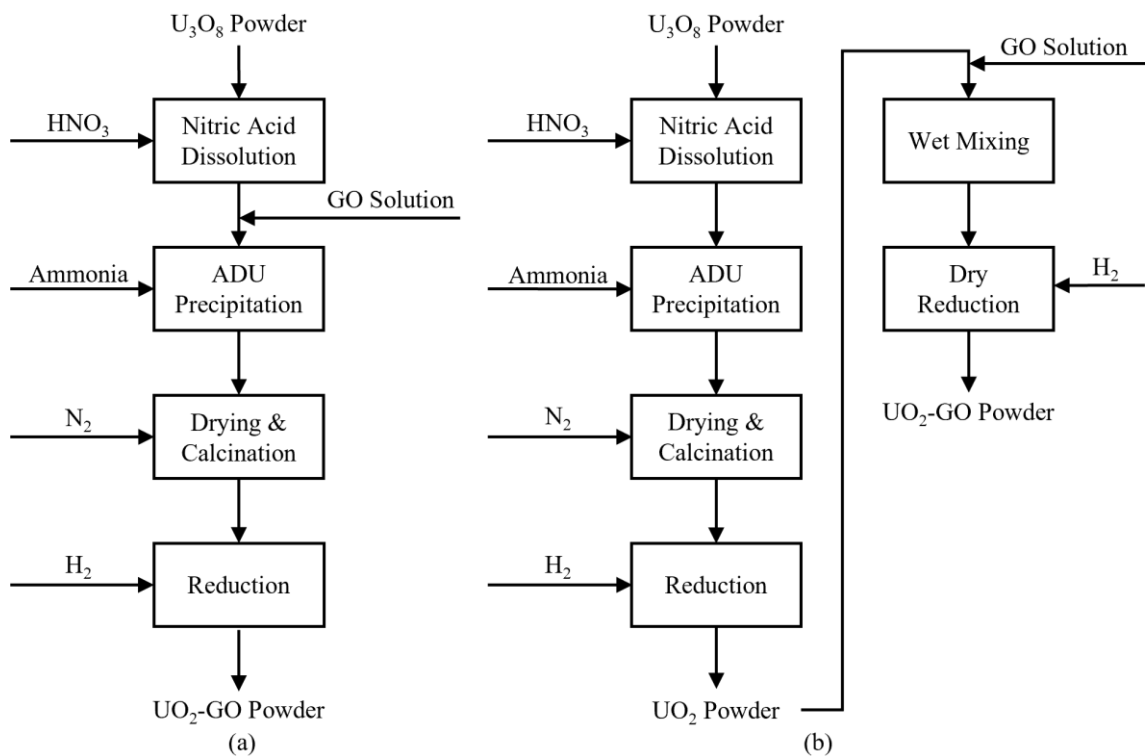 U₃O₈ Powder
HNO₃
Nitric Acid
Dissolution
GO Solution
Ammonia
ADU
Precipitation
N₂
Drying &
Calcination
H₂
Reduction
UO₂-GO Powder
(a)
U₃O₈ Powder
HNO₃
Nitric Acid
Dissolution
Ammonia
ADU
Precipitation
N₂
Drying &
Calcination
H₂
Reduction
UO₂ Powder
GO Solution
Wet Mixing
Dry
Reduction
H₂
UO₂-GO Powder
(b)